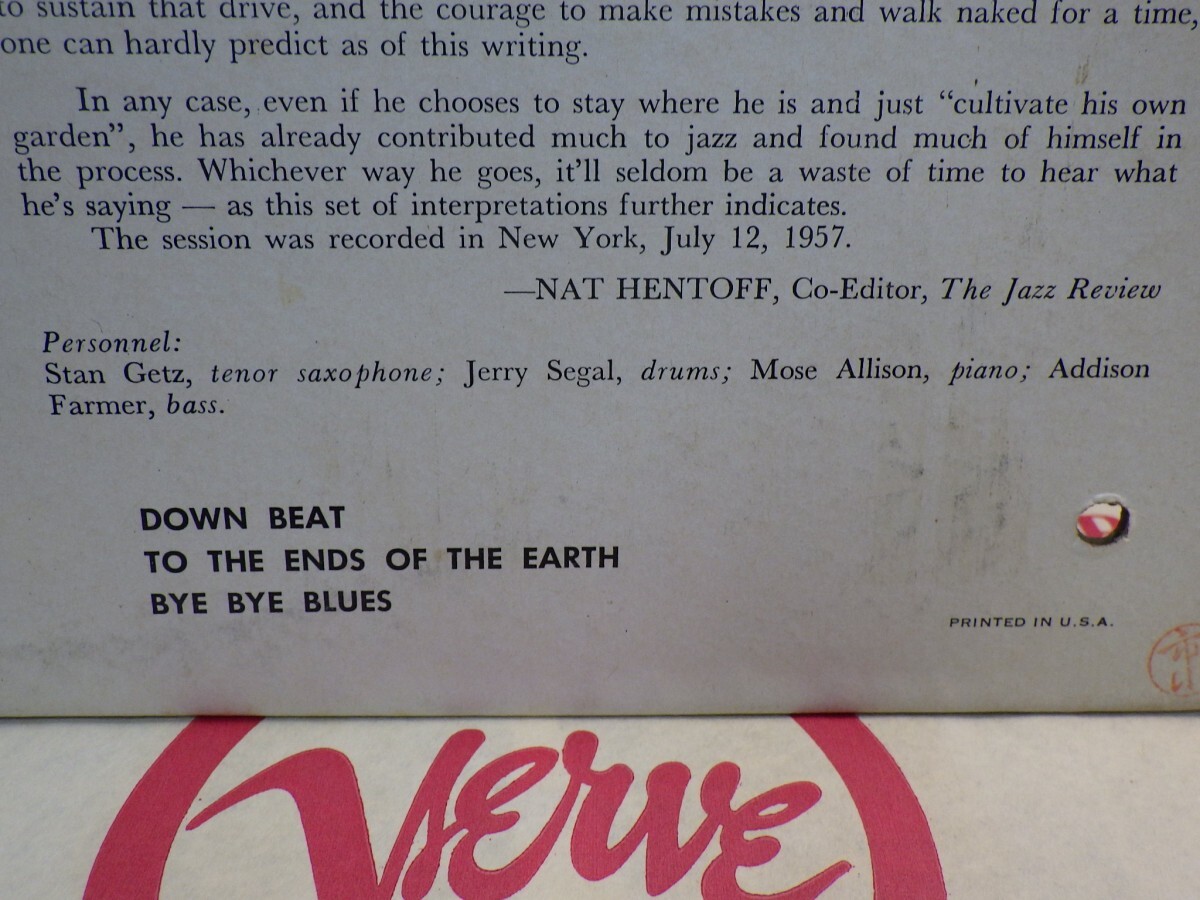 to sustain that drive, and the courage to make mistakes and walk naked for a time,
one can hardly predict as of this writing.
In any case, even if he chooses to stay where he is and just “cultivate his own
garden”, he has already contributed much to jazz and found much of himself in
the process. Whichever way he goes, it'll seldom be a waste of time to hear what
he's saying — as this set of interpretations further indicates.
The session was recorded in New York, July 12, 1957.
—NAT HENTOFF, Co-Editor, The Jazz Review
Personnel:
Stan Getz, tenor saxophone; Jerry Segal, drums; Mose Allison, piano; Addison
Farmer, bass.
DOWN BEAT
TO THE ENDS OF THE EARTH
BYE BYE BLUES
PRINTED IN U.S.A.
Verve